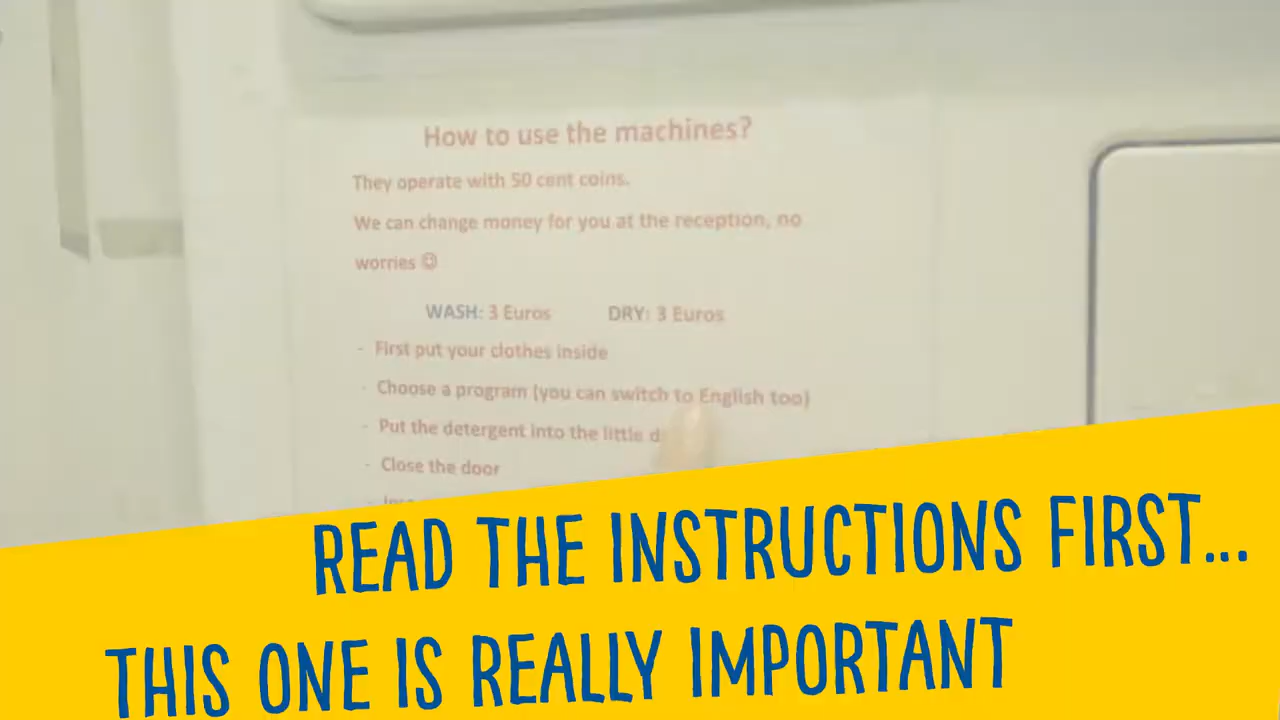 How to use the machines?
They operate with 50 cent coins.
We can change money for you at the reception, no
worries ☺
WASH: 3 Euros DRY: 3 Euros
- First put your clothes inside
- Choose a program (you can switch to English too)
- Put the detergent into the little
- Close the door
READ THE INSTRUCTIONS FIRST...
THIS ONE IS REALLY IMPORTANT